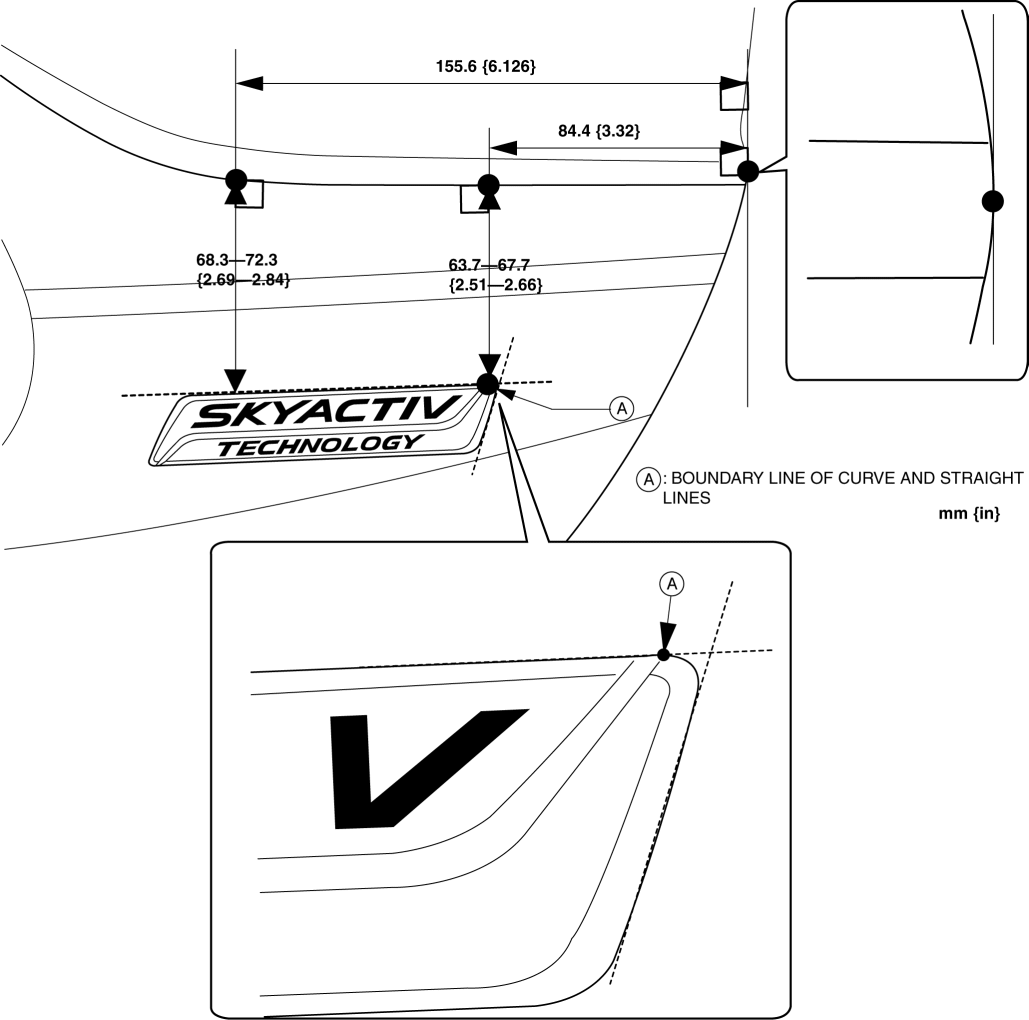 155.6 {6.126}
84.4 {3.32}
68.3—72.3
{2.69—2.84}
63.7—67.7
{2.51—2.66}
SKYACTIV
TECHNOLOGY
A
A : BOUNDARY LINE OF CURVE AND STRAIGHT
LINES
mm {in}
A
V